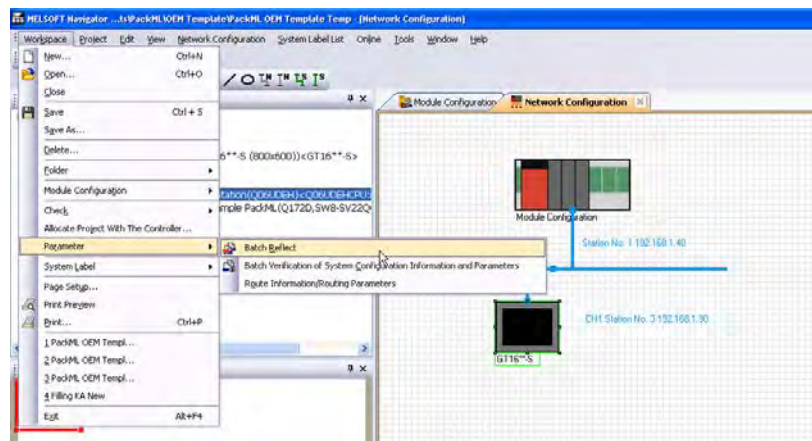 MELSOFT Navigator ...ts\PackML\OEM Template\PackML OEM Template Temp - [Network Configuration]
Workspace Project Edit View Network Configuration System Label List Online Tools Window Help
New... Ctrl+N
Open... Ctrl+O
Close
Save Ctrl + S
Save As...
Delete...
Folder
Module Configuration
Check
Allocate Project With The Controller...
Parameter
System Label
Page Setup...
Print Preview
Print... Ctrl+P
1 PackML OEM Templ...
2 PackML OEM Templ...
3 PackML OEM Templ...
4 Filling KA New
Exit Alt+F4
6**-S (800x600))<GT16**-S>
station(Q06UDEH)<Q06UDEHCPU>
mple PackML(Q172D,SW8-SV22Q
Batch Reflect
Batch Verification of System Configuration Information and Parameters
Route Information/Routing Parameters
Module Configuration Network Configuration
Module Configuration
Station No. 1 192.168.1.40
CH1 Station No. 3 192.168.1.90
GT16**-S